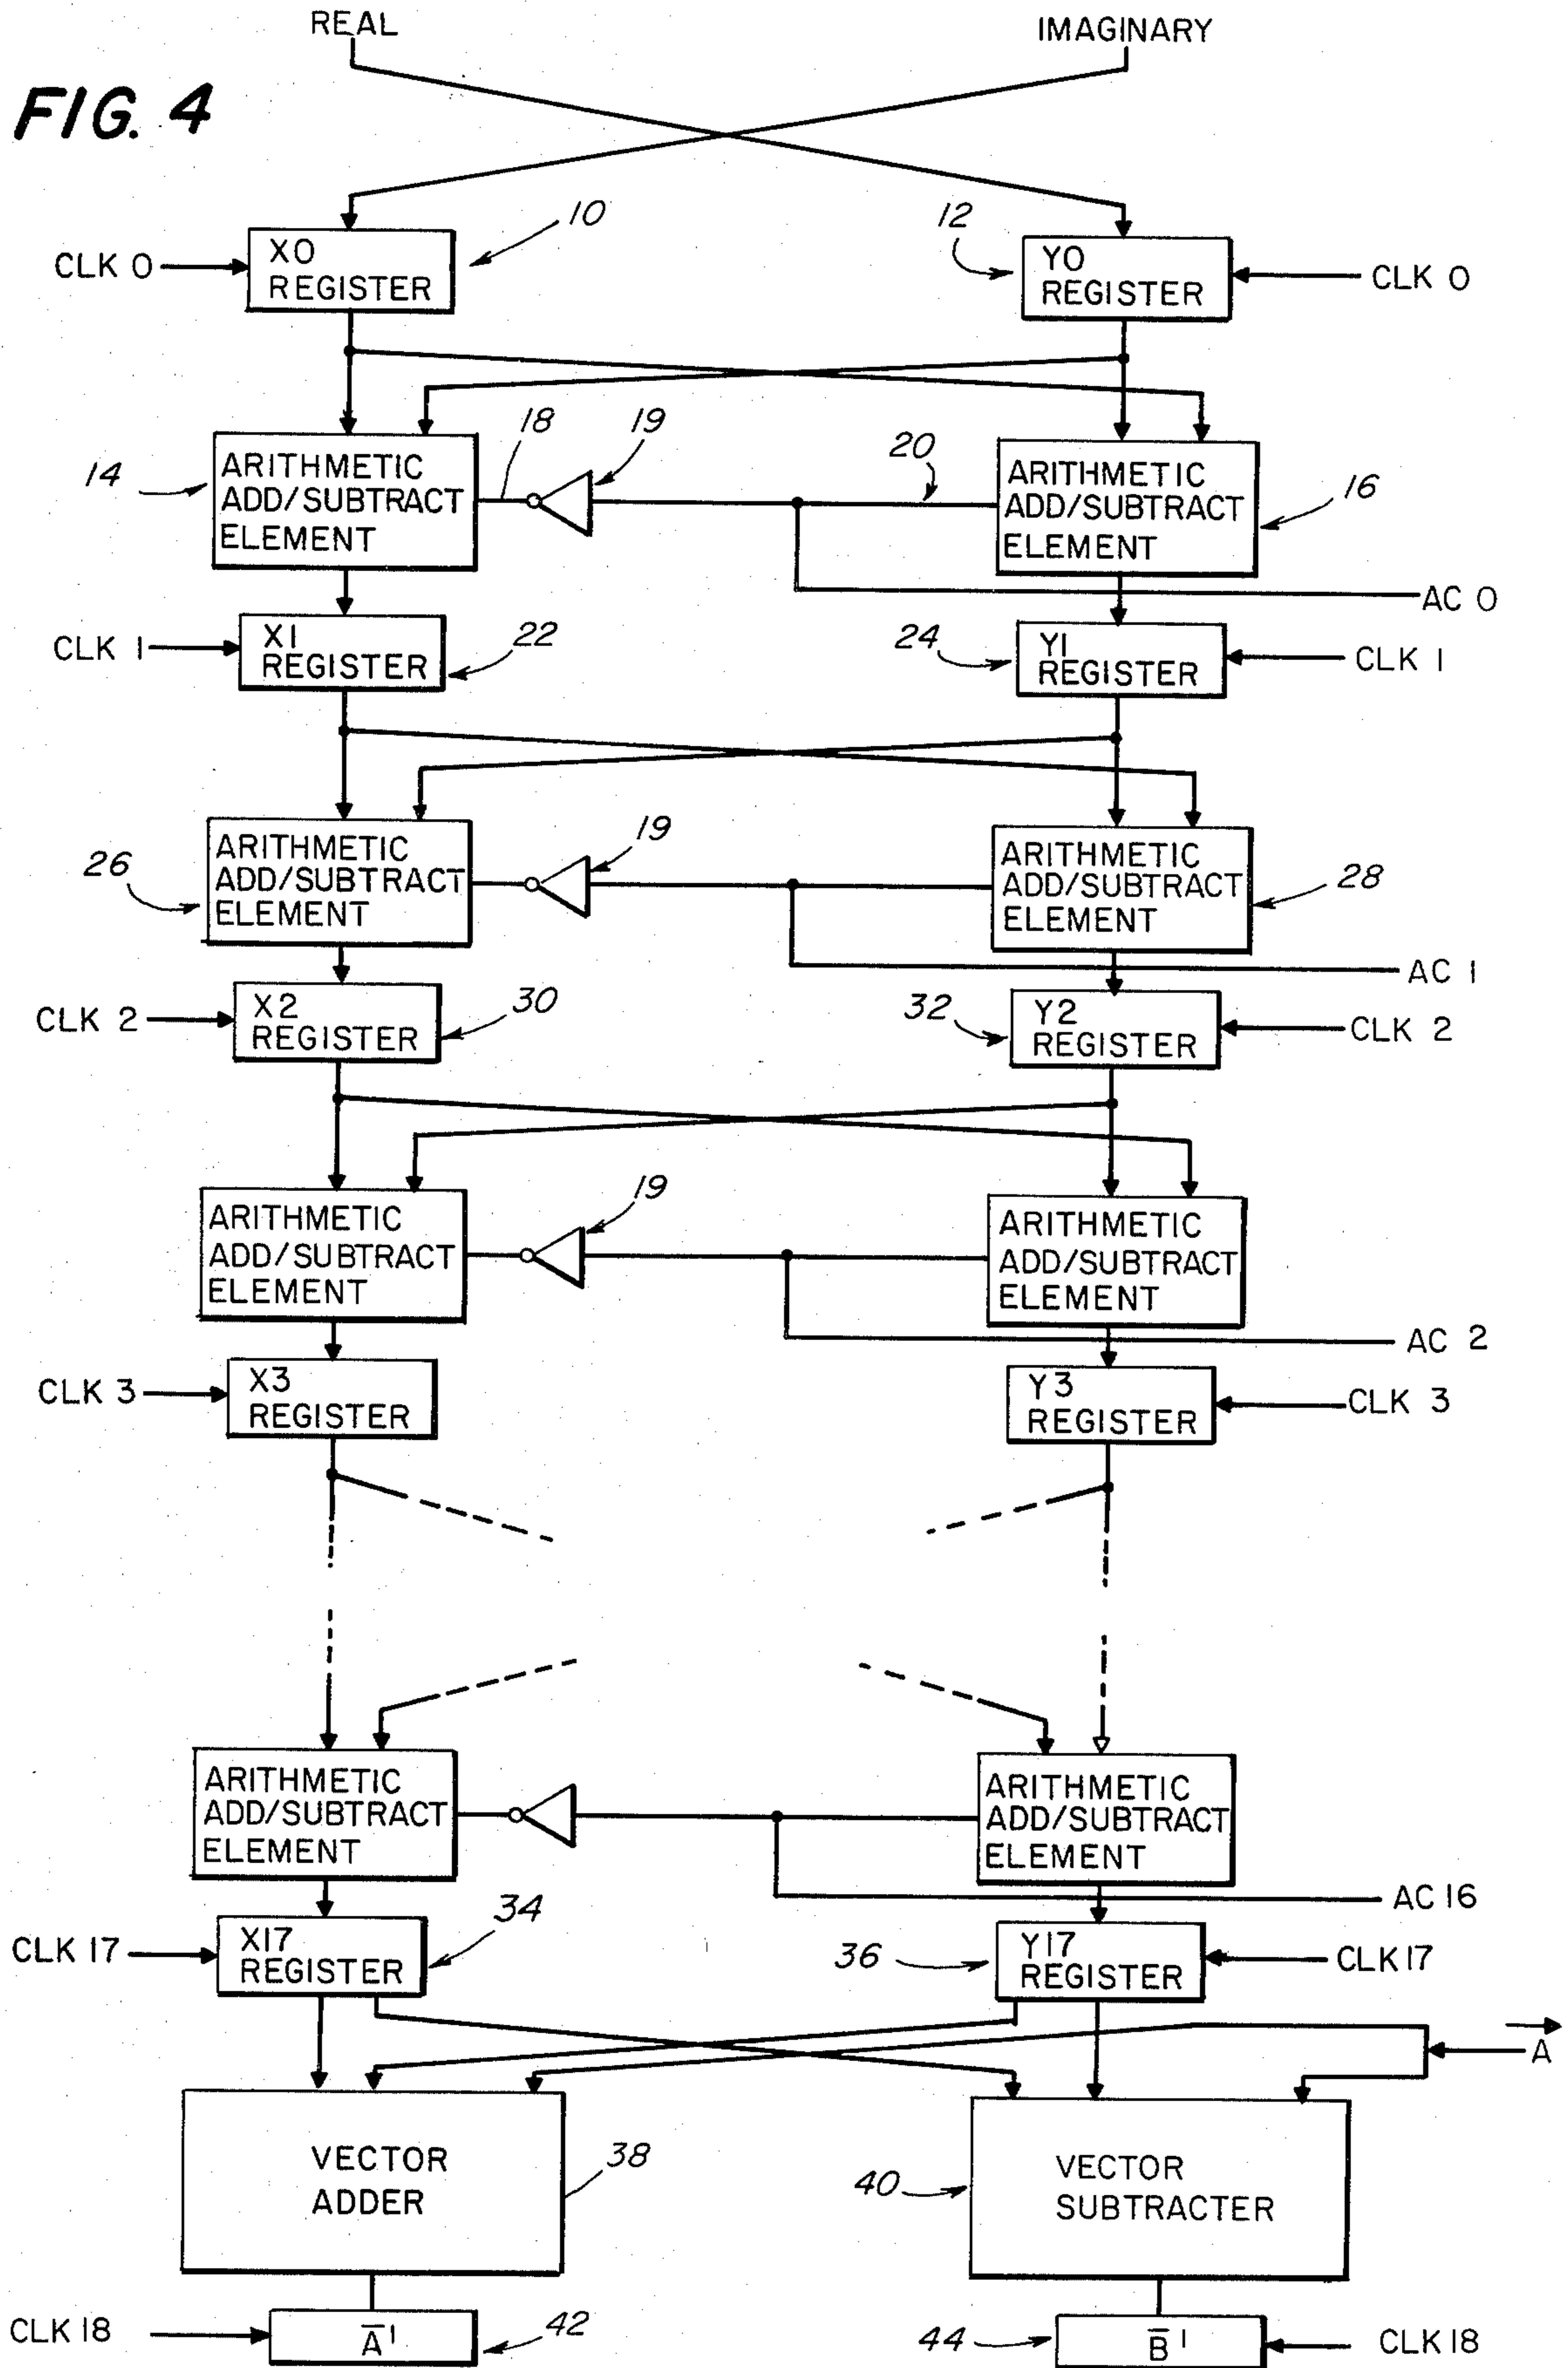 REAL
IMAGINARY
FIG. 4
10
12
CLK 0
X0
REGISTER
Y0
REGISTER
CLK 0
14
ARITHMETIC
ADD/SUBTRACT
ELEMENT
18
19
20
ARITHMETIC
ADD/SUBTRACT
ELEMENT
16
AC 0
CLK 1
X1
REGISTER
22
24
Y1
REGISTER
CLK 1
26
ARITHMETIC
ADD/SUBTRACT
ELEMENT
19
ARITHMETIC
ADD/SUBTRACT
ELEMENT
28
AC 1
CLK 2
X2
REGISTER
30
32
Y2
REGISTER
CLK 2
ARITHMETIC
ADD/SUBTRACT
ELEMENT
19
ARITHMETIC
ADD/SUBTRACT
ELEMENT
AC 2
CLK 3
X3
REGISTER
Y3
REGISTER
CLK 3
ARITHMETIC
ADD/SUBTRACT
ELEMENT
ARITHMETIC
ADD/SUBTRACT
ELEMENT
AC 16
CLK 17
X17
REGISTER
34
36
Y17
REGISTER
CLK 17
A
VECTOR
ADDER
38
40
VECTOR
SUBTRACTER
CLK 18
A̅'
42
44
B̅'
CLK 18